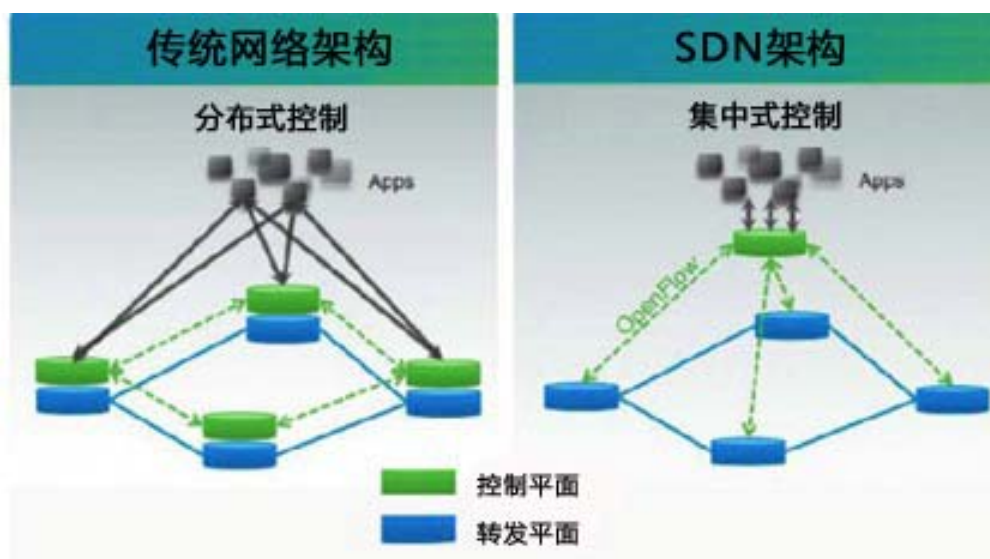 传统网络架构
分布式控制
Apps
SDN架构
集中式控制
Apps
OpenFlow
控制平面
转发平面